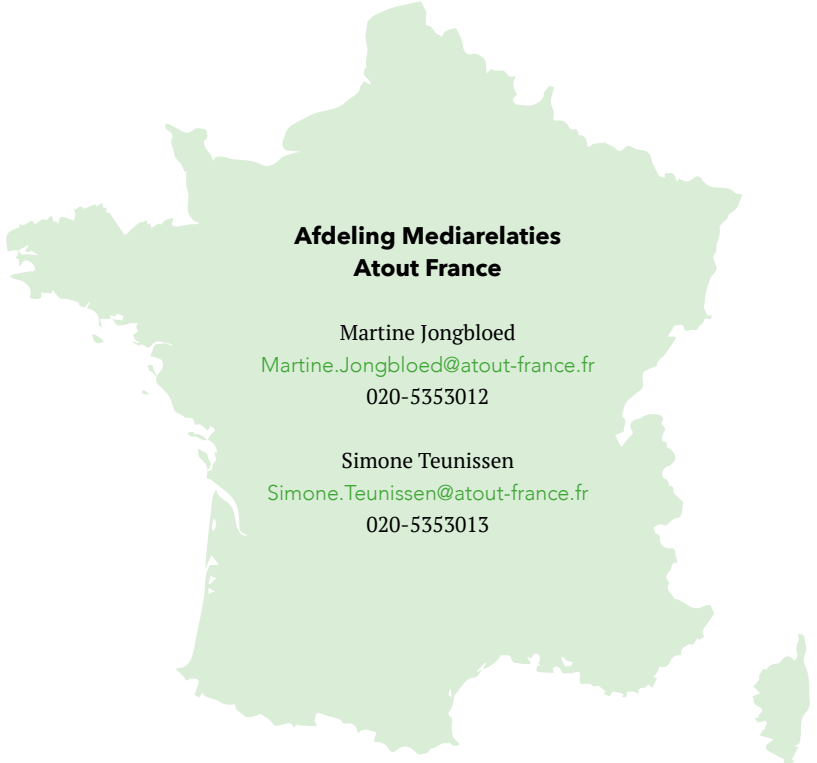 Afdeling Mediarelaties
Atout France
Martine Jongbloed
Martine.Jongbloed@atout-france.fr
020-5353012
Simone Teunissen
Simone.Teunissen@atout-france.fr
020-5353013